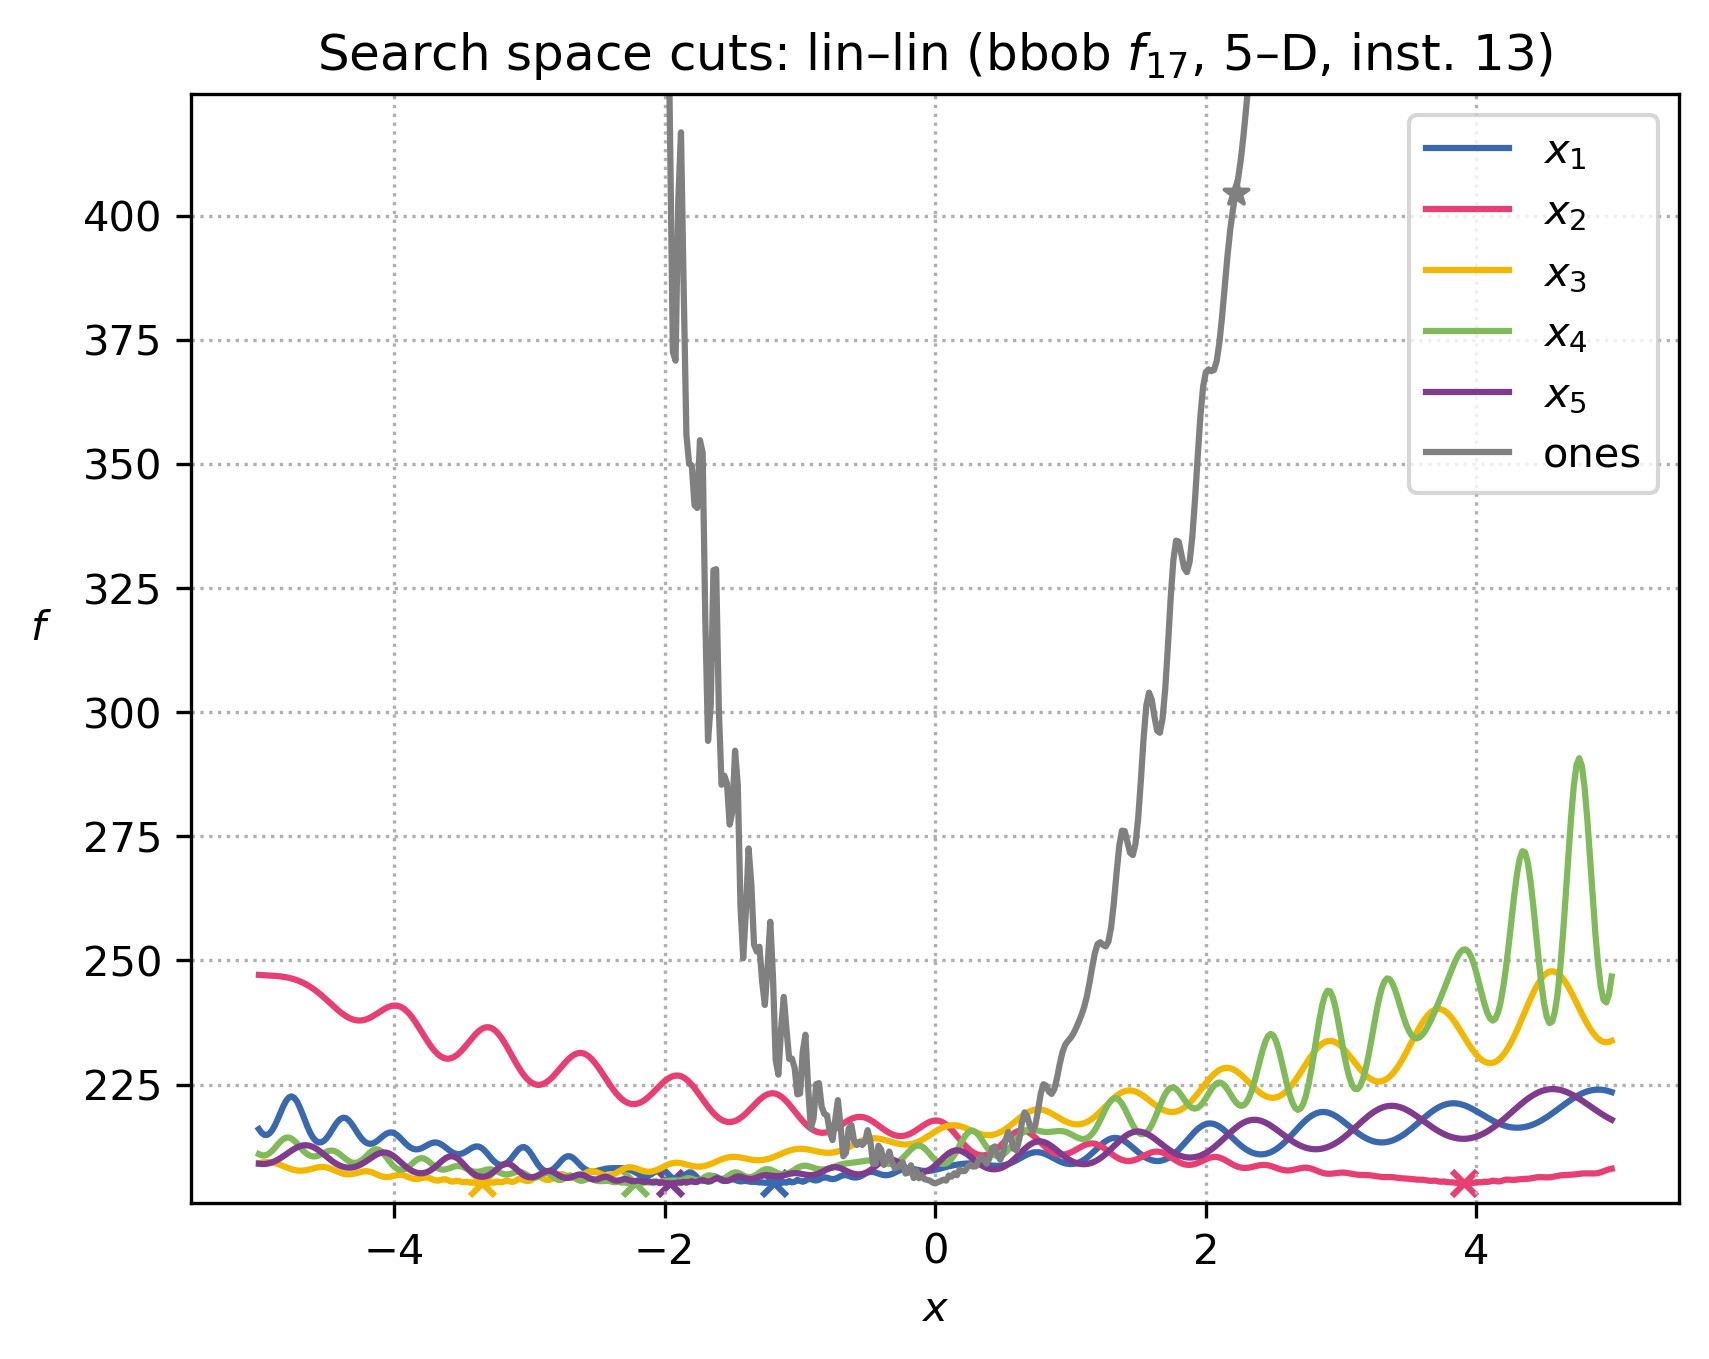 Search space cuts: lin–lin (bbob f₁₇, 5–D, inst. 13)
x₁
x₂
x₃
x₄
x₅
ones
f
400
375
350
325
300
275
250
225
−4 −2 0 2 4
x